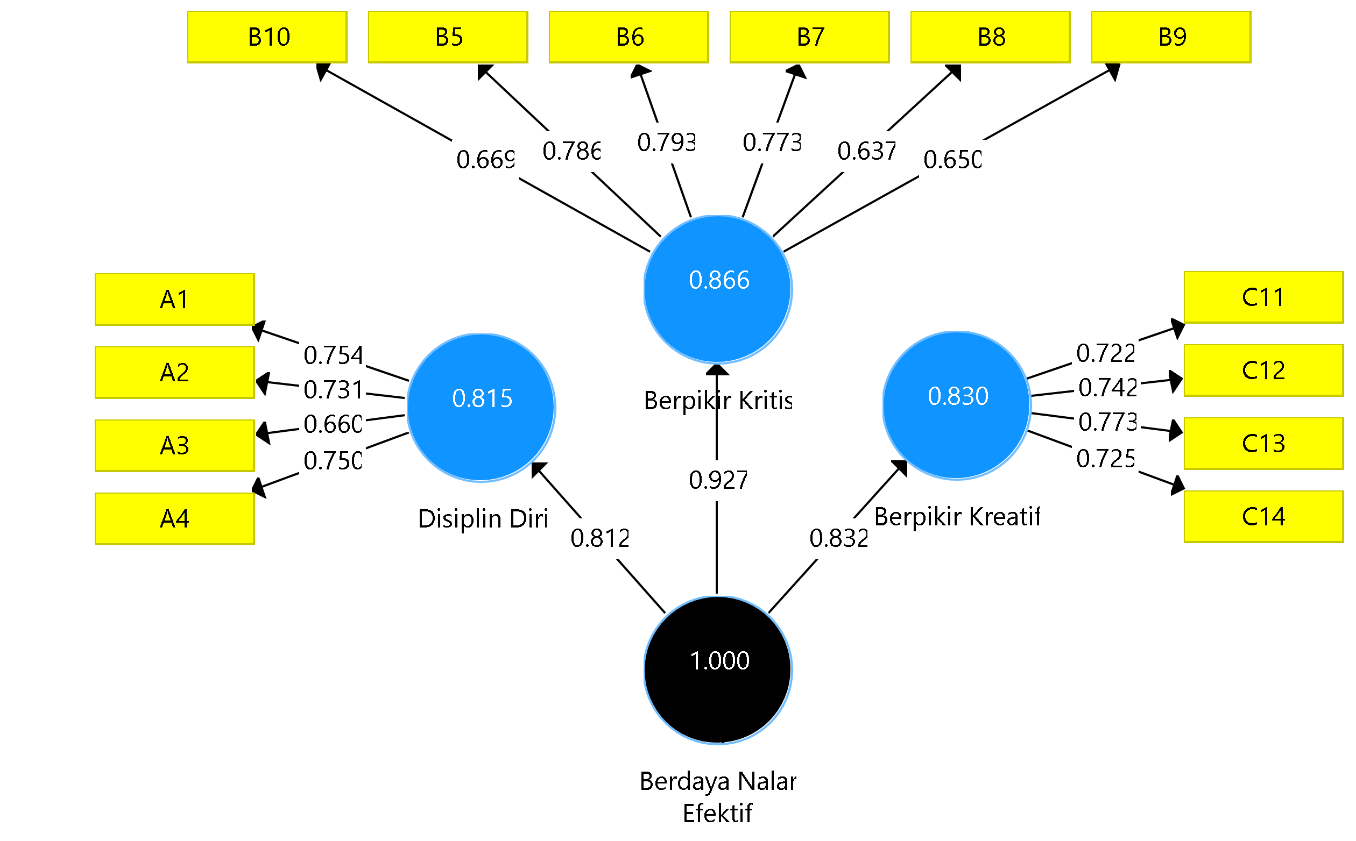 B10
B5
B6
B7
B8
B9
0.669
0.786
0.793
0.773
0.637
0.650
0.866
Berpikir Kritis
A1
A2
A3
A4
0.754
0.731
0.660
0.750
0.815
Disiplin Diri
C11
C12
C13
C14
0.722
0.742
0.773
0.725
0.830
Berpikir Kreatif
0.812
0.927
0.832
1.000
Berdaya Nalar
Efektif